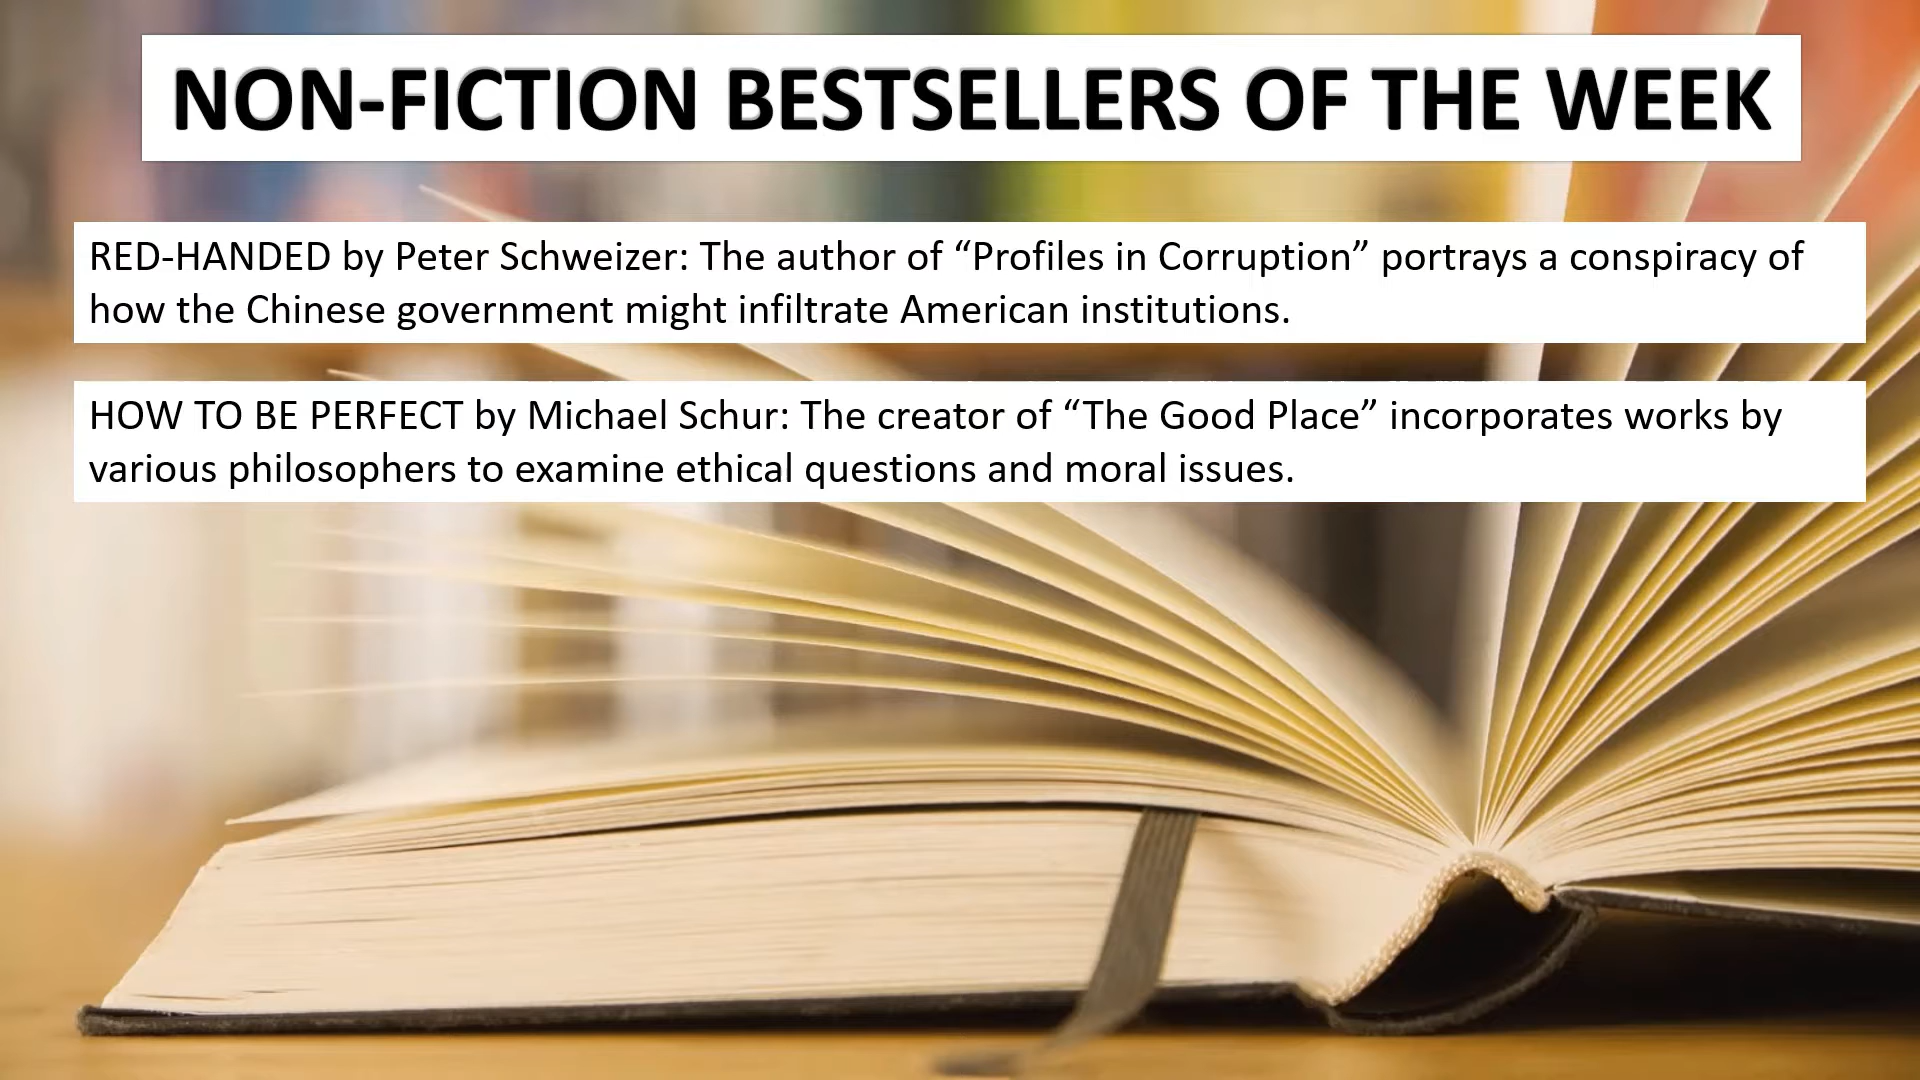 NON-FICTION BESTSELLERS OF THE WEEK
RED-HANDED by Peter Schweizer: The author of “Profiles in Corruption” portrays a conspiracy of
how the Chinese government might infiltrate American institutions.
HOW TO BE PERFECT by Michael Schur: The creator of “The Good Place” incorporates works by
various philosophers to examine ethical questions and moral issues.